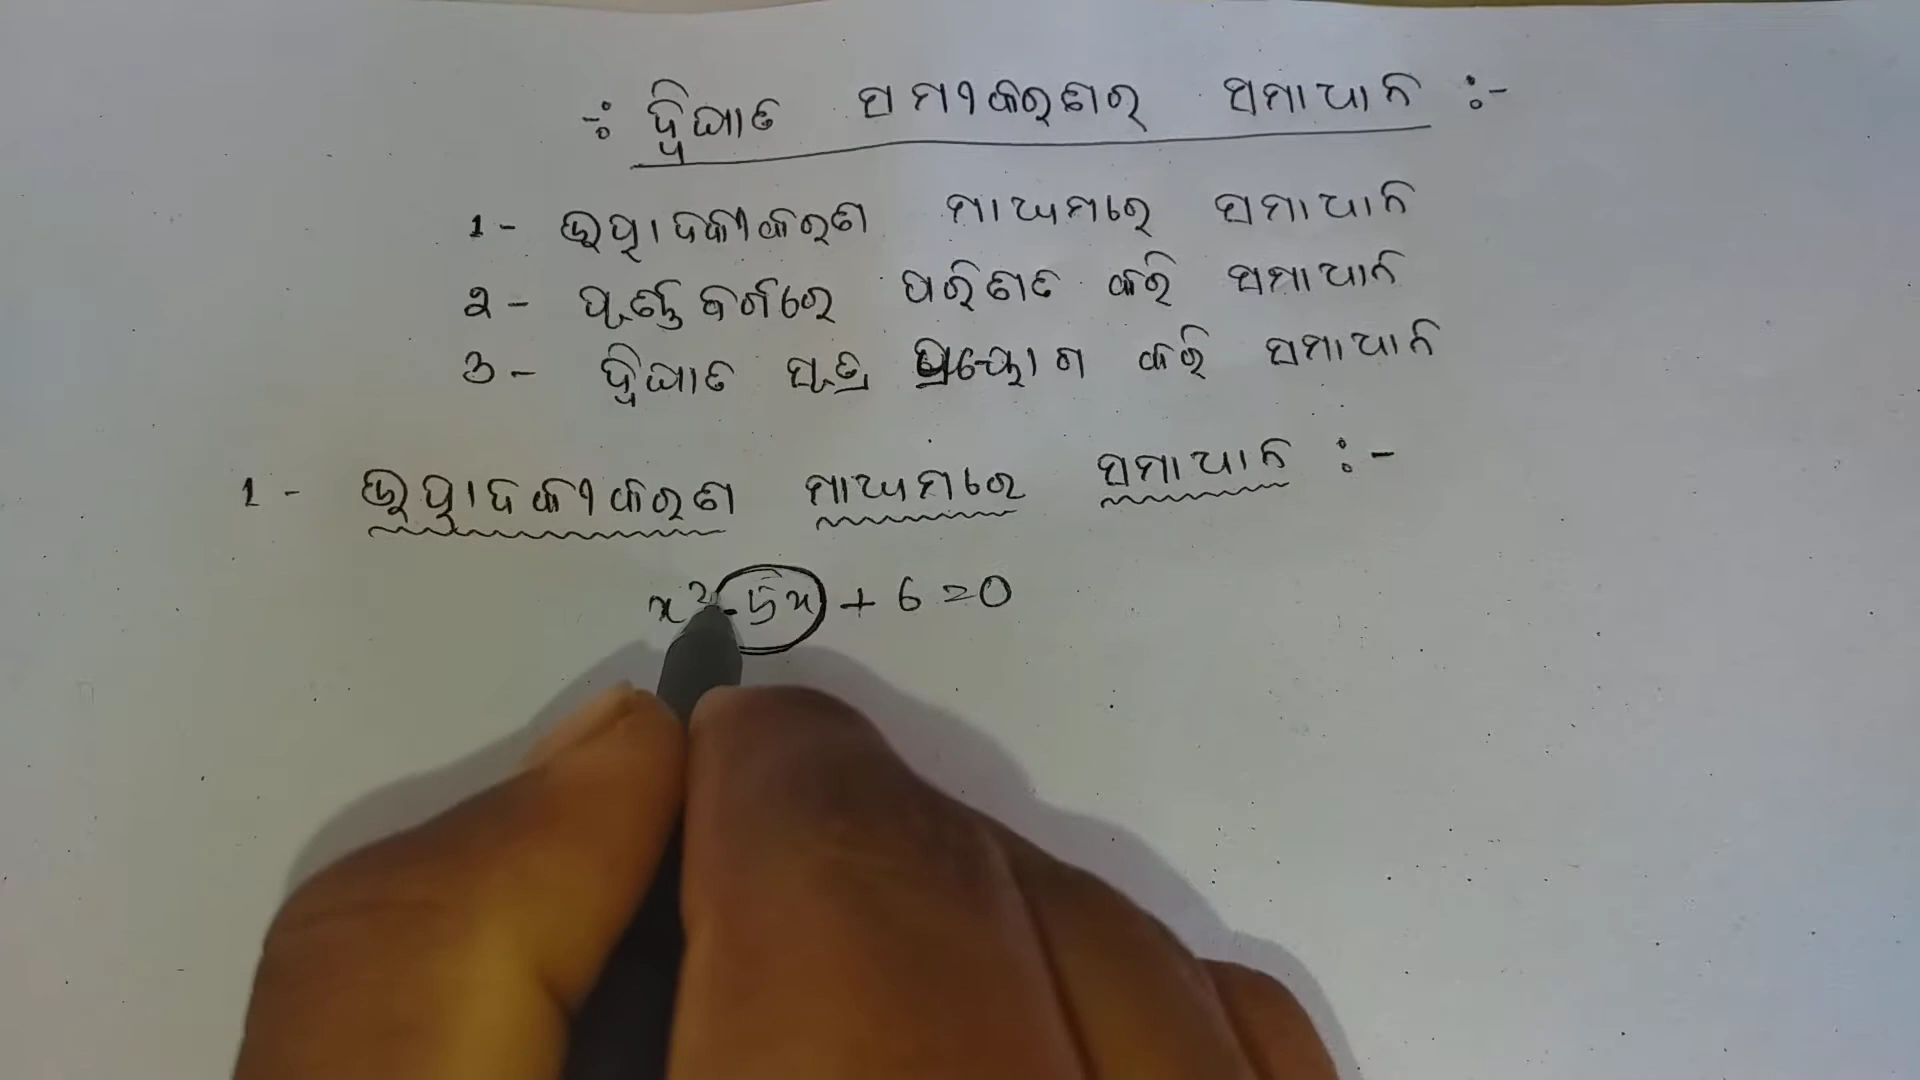 -ঃ ଦ୍ୱିଘାତ ସମୀକରଣର ସମାଧାନ ঃ-
1 - ଉତ୍ପାଦକୀକରଣ ମାଧ୍ୟମରେ ସମାଧାନ
2 - ପୂର୍ଣ୍ଣ ବର୍ଗରେ ପରିଣତ କରି ସମାଧାନ
3 - ଦ୍ୱିଘାତ ସୂତ୍ର ପ୍ରୟୋଗ କରି ସମାଧାନ
1 - ଉତ୍ପାଦକୀକରଣ ମାଧ୍ୟମରେ ସମାଧାନ ঃ-
x² - 5x + 6 = 0